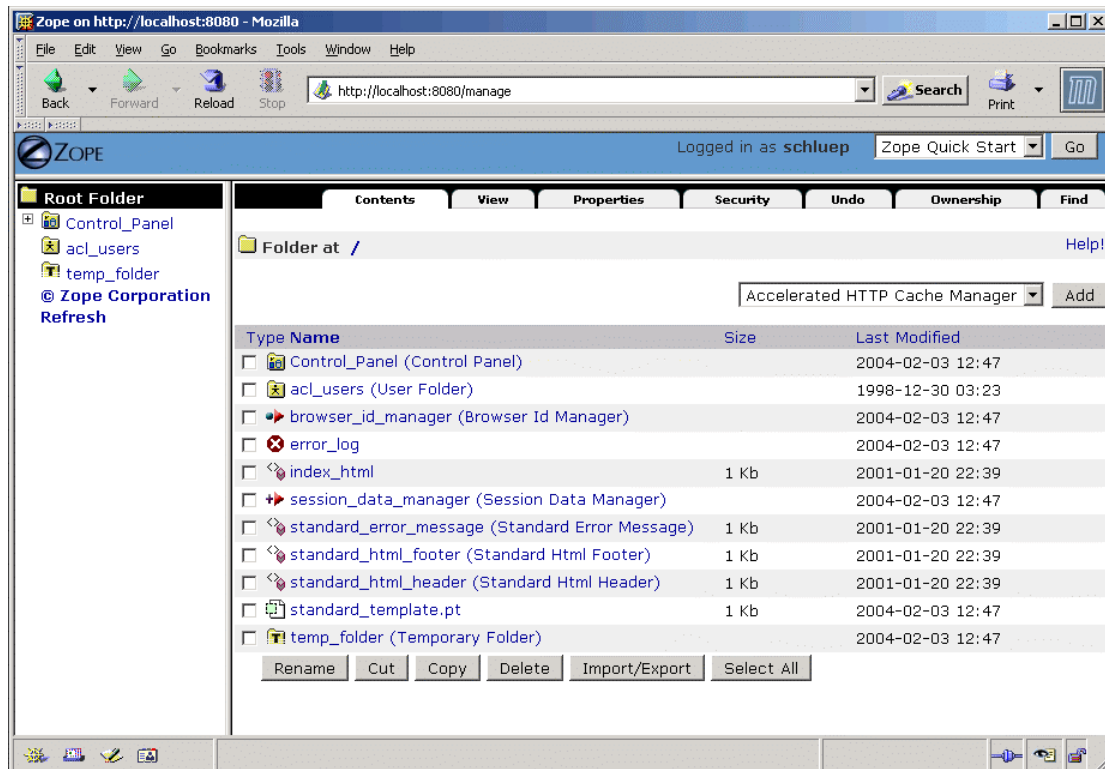 Zope on http://localhost:8080 - Mozilla
File Edit View Go Bookmarks Tools Window Help
Back Forward Reload Stop http://localhost:8080/manage Search Print
ZOPE Logged in as schluep Zope Quick Start Go
Root Folder
Control_Panel
acl_users
temp_folder
© Zope Corporation
Refresh
Contents View Properties Security Undo Ownership Find
Folder at / Help!
Accelerated HTTP Cache Manager Add
Type Name Size Last Modified
Control_Panel (Control Panel) 2004-02-03 12:47
acl_users (User Folder) 1998-12-30 03:23
browser_id_manager (Browser Id Manager) 2004-02-03 12:47
error_log 2004-02-03 12:47
index_html 1 Kb 2001-01-20 22:39
session_data_manager (Session Data Manager) 2004-02-03 12:47
standard_error_message (Standard Error Message) 1 Kb 2001-01-20 22:39
standard_html_footer (Standard Html Footer) 1 Kb 2001-01-20 22:39
standard_html_header (Standard Html Header) 1 Kb 2001-01-20 22:39
standard_template.pt 1 Kb 2004-02-03 12:47
temp_folder (Temporary Folder) 2004-02-03 12:47
Rename Cut Copy Delete Import/Export Select All